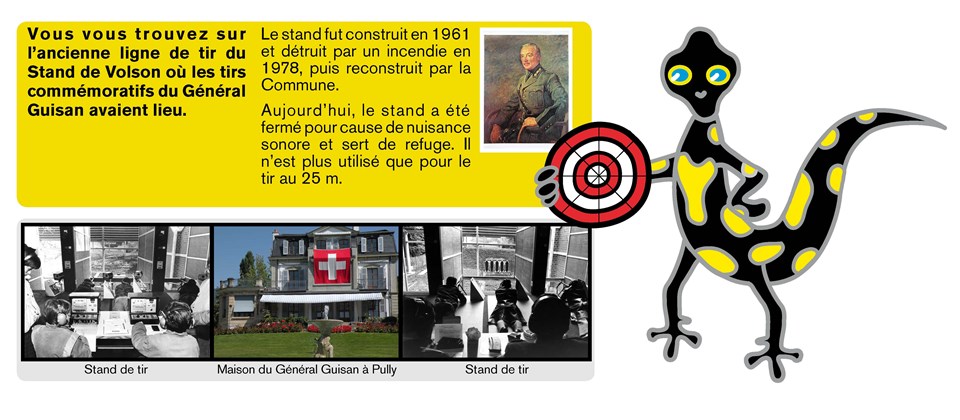 Vous vous trouvez sur
l'ancienne ligne de tir du
Stand de Volson où les tirs
commémoratifs du Général
Guisan avaient lieu.
Le stand fut construit en 1961
et détruit par un incendie en
1978, puis reconstruit par la
Commune.
Aujourd'hui, le stand a été
fermé pour cause de nuisance
sonore et sert de refuge. Il
n'est plus utilisé que pour le
tir au 25 m.
Stand de tir
Maison du Général Guisan à Pully
Stand de tir